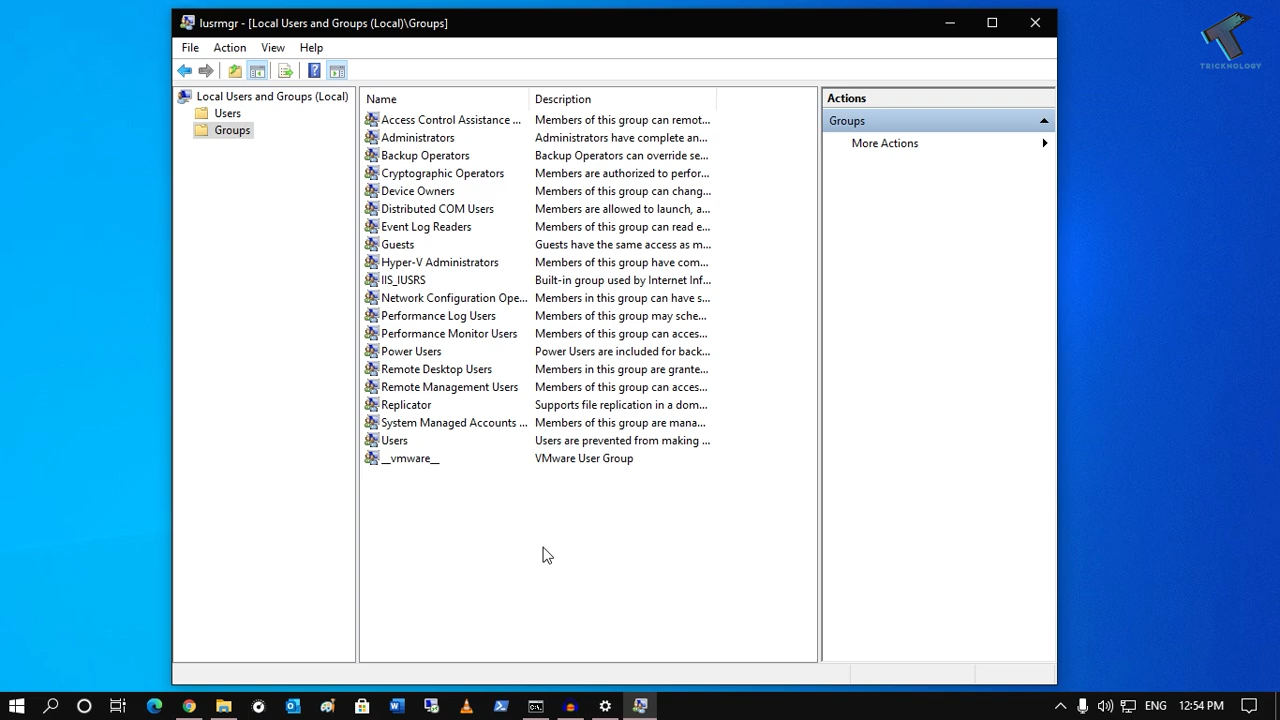 lusrmgr - [Local Users and Groups (Local)\Groups]
TRICKNOLOGY
File Action View Help
Local Users and Groups (Local)
Users
Groups
Name Description
Access Control Assistance ... Members of this group can remot...
Administrators Administrators have complete an...
Backup Operators Backup Operators can override se...
Cryptographic Operators Members are authorized to perfor...
Device Owners Members of this group can chang...
Distributed COM Users Members are allowed to launch, a...
Event Log Readers Members of this group can read e...
Guests Guests have the same access as m...
Hyper-V Administrators Members of this group have com...
IIS_IUSRS Built-in group used by Internet Inf...
Network Configuration Ope... Members in this group can have s...
Performance Log Users Members of this group may sche...
Performance Monitor Users Members of this group can acces...
Power Users Power Users are included for back...
Remote Desktop Users Members in this group are grante...
Remote Management Users Members of this group can acces...
Replicator Supports file replication in a dom...
System Managed Accounts ... Members of this group are mana...
Users Users are prevented from making ...
__vmware__ VMware User Group
Actions
Groups
More Actions
ENG 12:54 PM